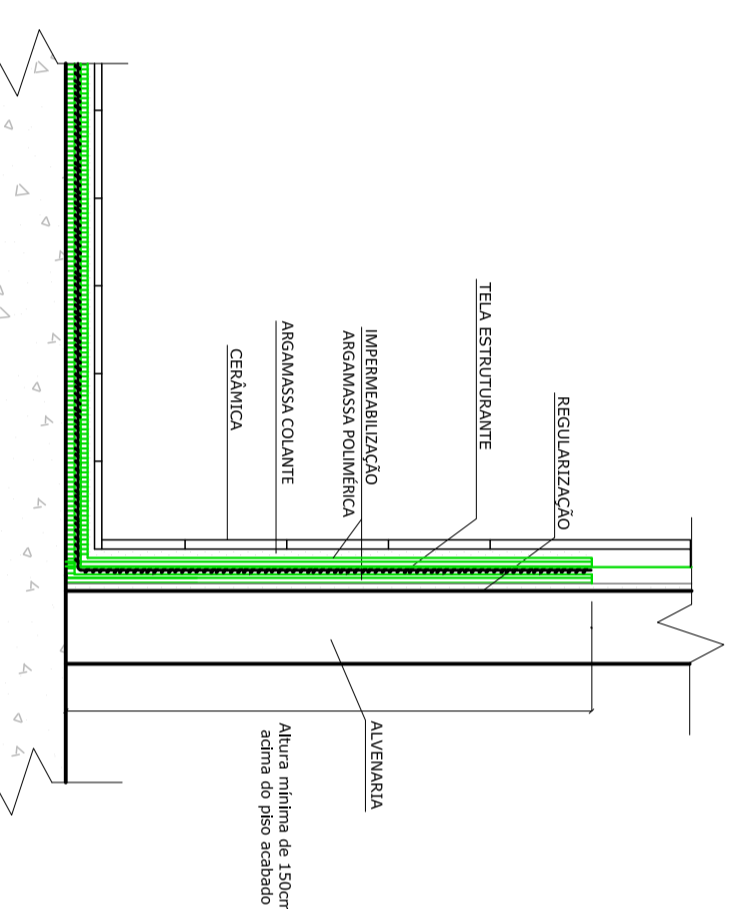 REGULARIZAÇÃO
TELA ESTRUTURANTE
IMPERMEABILIZAÇÃO
ARGAMASSA POLIMÉRICA
ARGAMASSA COLANTE
CERÂMICA
ALVENARIA
Altura mínima de 150cm
acima do piso acabado